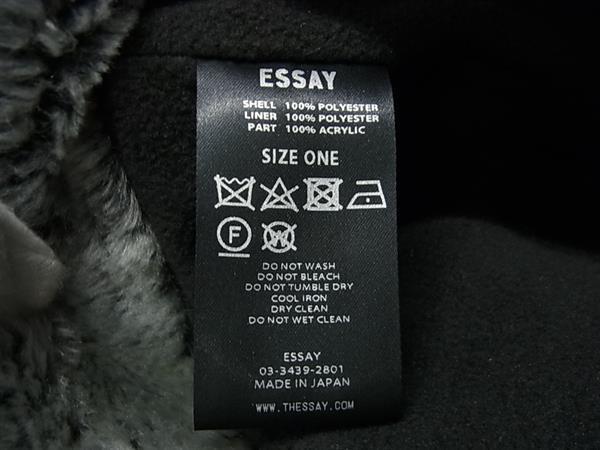 ESSAY
SHELL 100% POLYESTER
LINER 100% POLYESTER
PART 100% ACRYLIC
SIZE ONE
F W
DO NOT WASH
DO NOT BLEACH
DO NOT TUMBLE DRY
COOL IRON
DRY CLEAN
DO NOT WET CLEAN
ESSAY
03-3439-2801
MADE IN JAPAN
WWW.THESSAY.COM